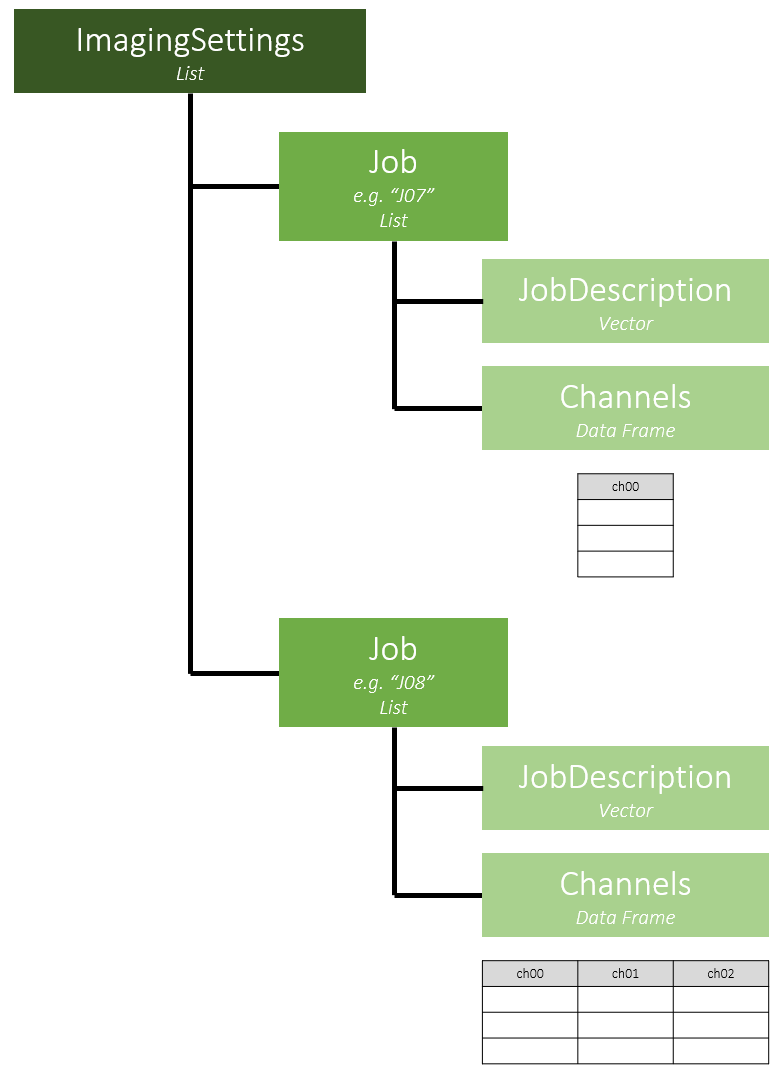 ImagingSettings
List
Job
e.g. “J07”
List
JobDescription
Vector
Channels
Data Frame
ch00
Job
e.g. “J08”
List
JobDescription
Vector
Channels
Data Frame
ch00 ch01 ch02